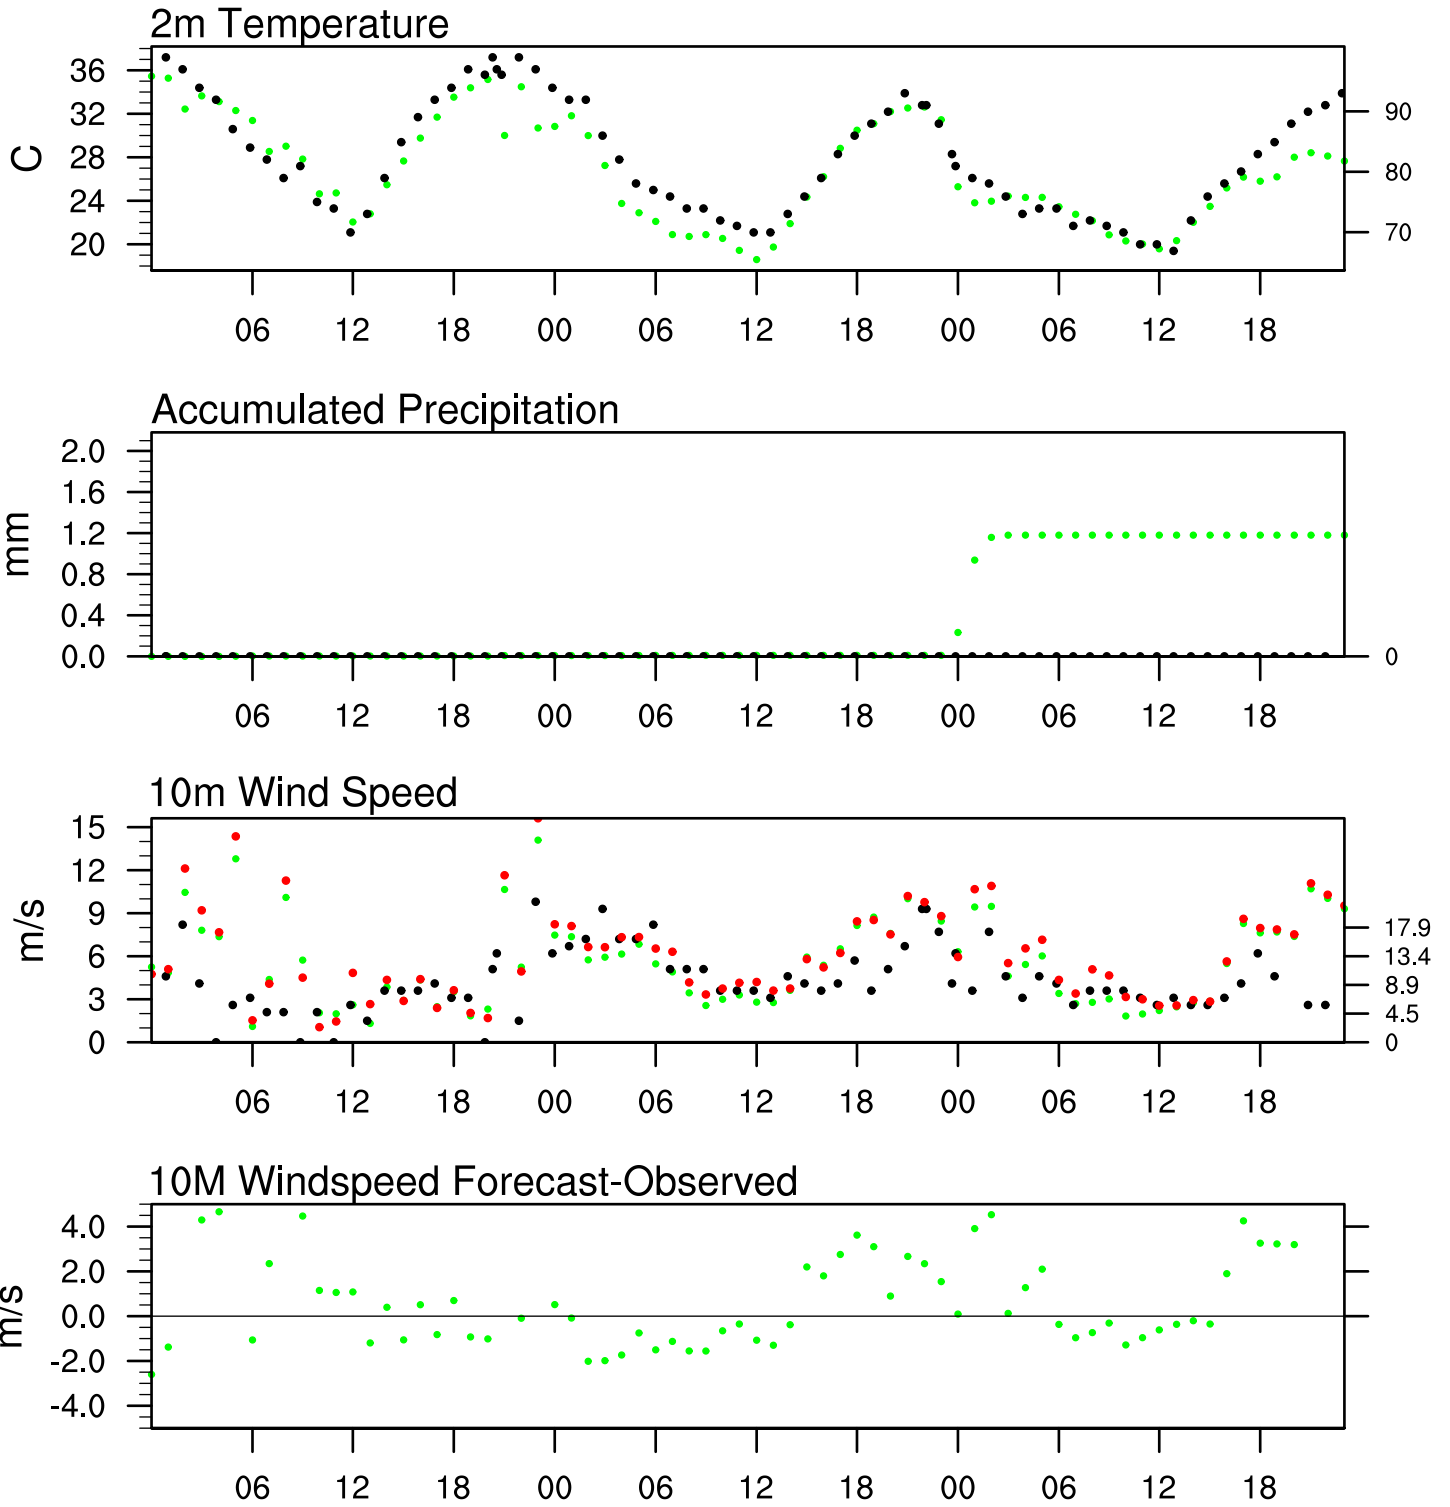 2m Temperature
36
32
28
24
20
C
90
80
70
06 12 18 00 06 12 18 00 06 12 18
Accumulated Precipitation
2.0
1.6
1.2
0.8
0.4
0.0
mm
0
06 12 18 00 06 12 18 00 06 12 18
10m Wind Speed
15
12
9
6
3
0
m/s
17.9
13.4
8.9
4.5
0
06 12 18 00 06 12 18 00 06 12 18
10M Windspeed Forecast-Observed
4.0
2.0
0.0
-2.0
-4.0
m/s
06 12 18 00 06 12 18 00 06 12 18